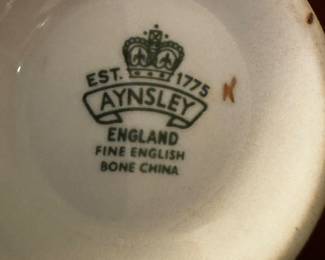 EST. 1775
AYNSLEY
K
ENGLAND
FINE ENGLISH
BONE CHINA